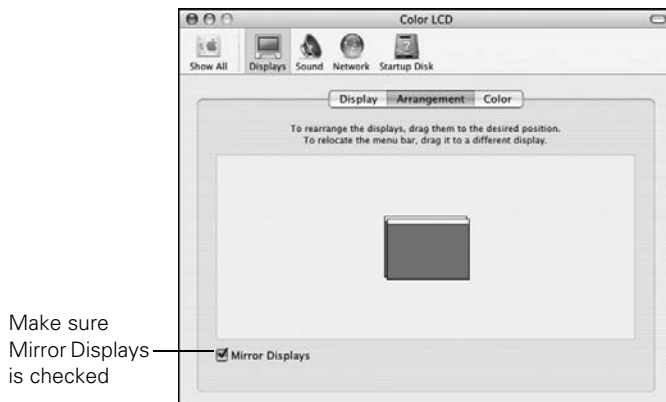 Color LCD
Show All Displays Sound Network Startup Disk
Display Arrangement Color
To rearrange the displays, drag them to the desired position.
To relocate the menu bar, drag it to a different display.
Make sure
Mirror Displays
is checked
Mirror Displays